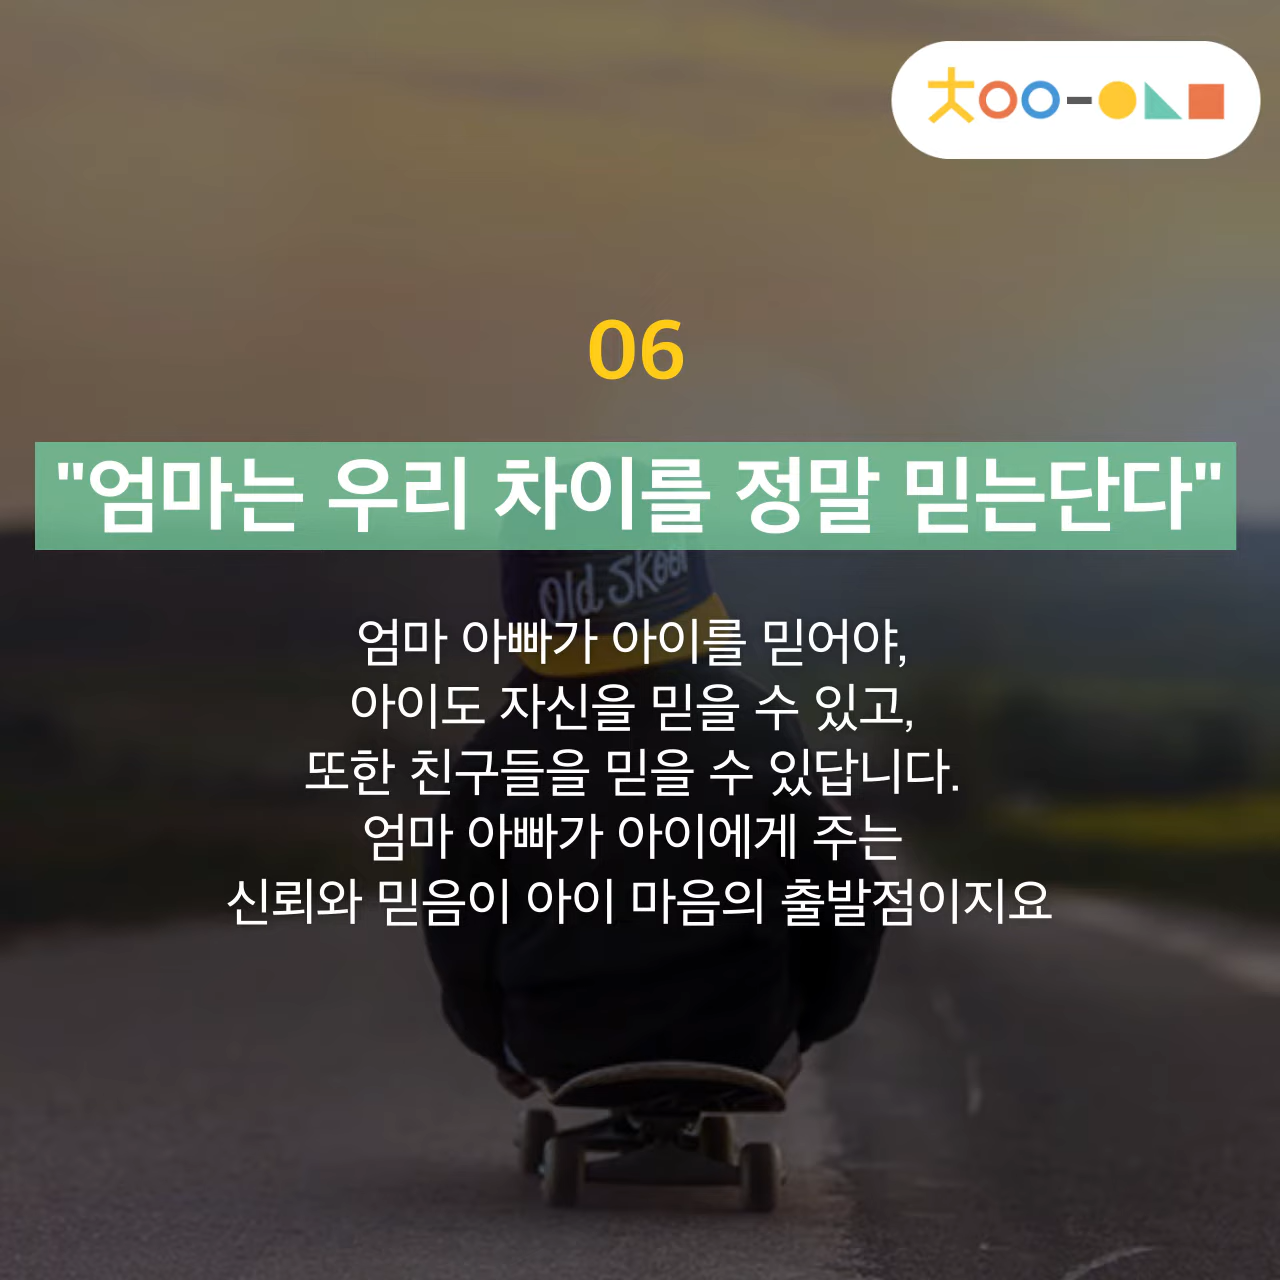 06
"엄마는 우리 차이를 정말 믿는단다"
Old Skool
엄마 아빠가 아이를 믿어야,
아이도 자신을 믿을 수 있고,
또한 친구들을 믿을 수 있답니다.
엄마 아빠가 아이에게 주는
신뢰와 믿음이 아이 마음의 출발점이지요